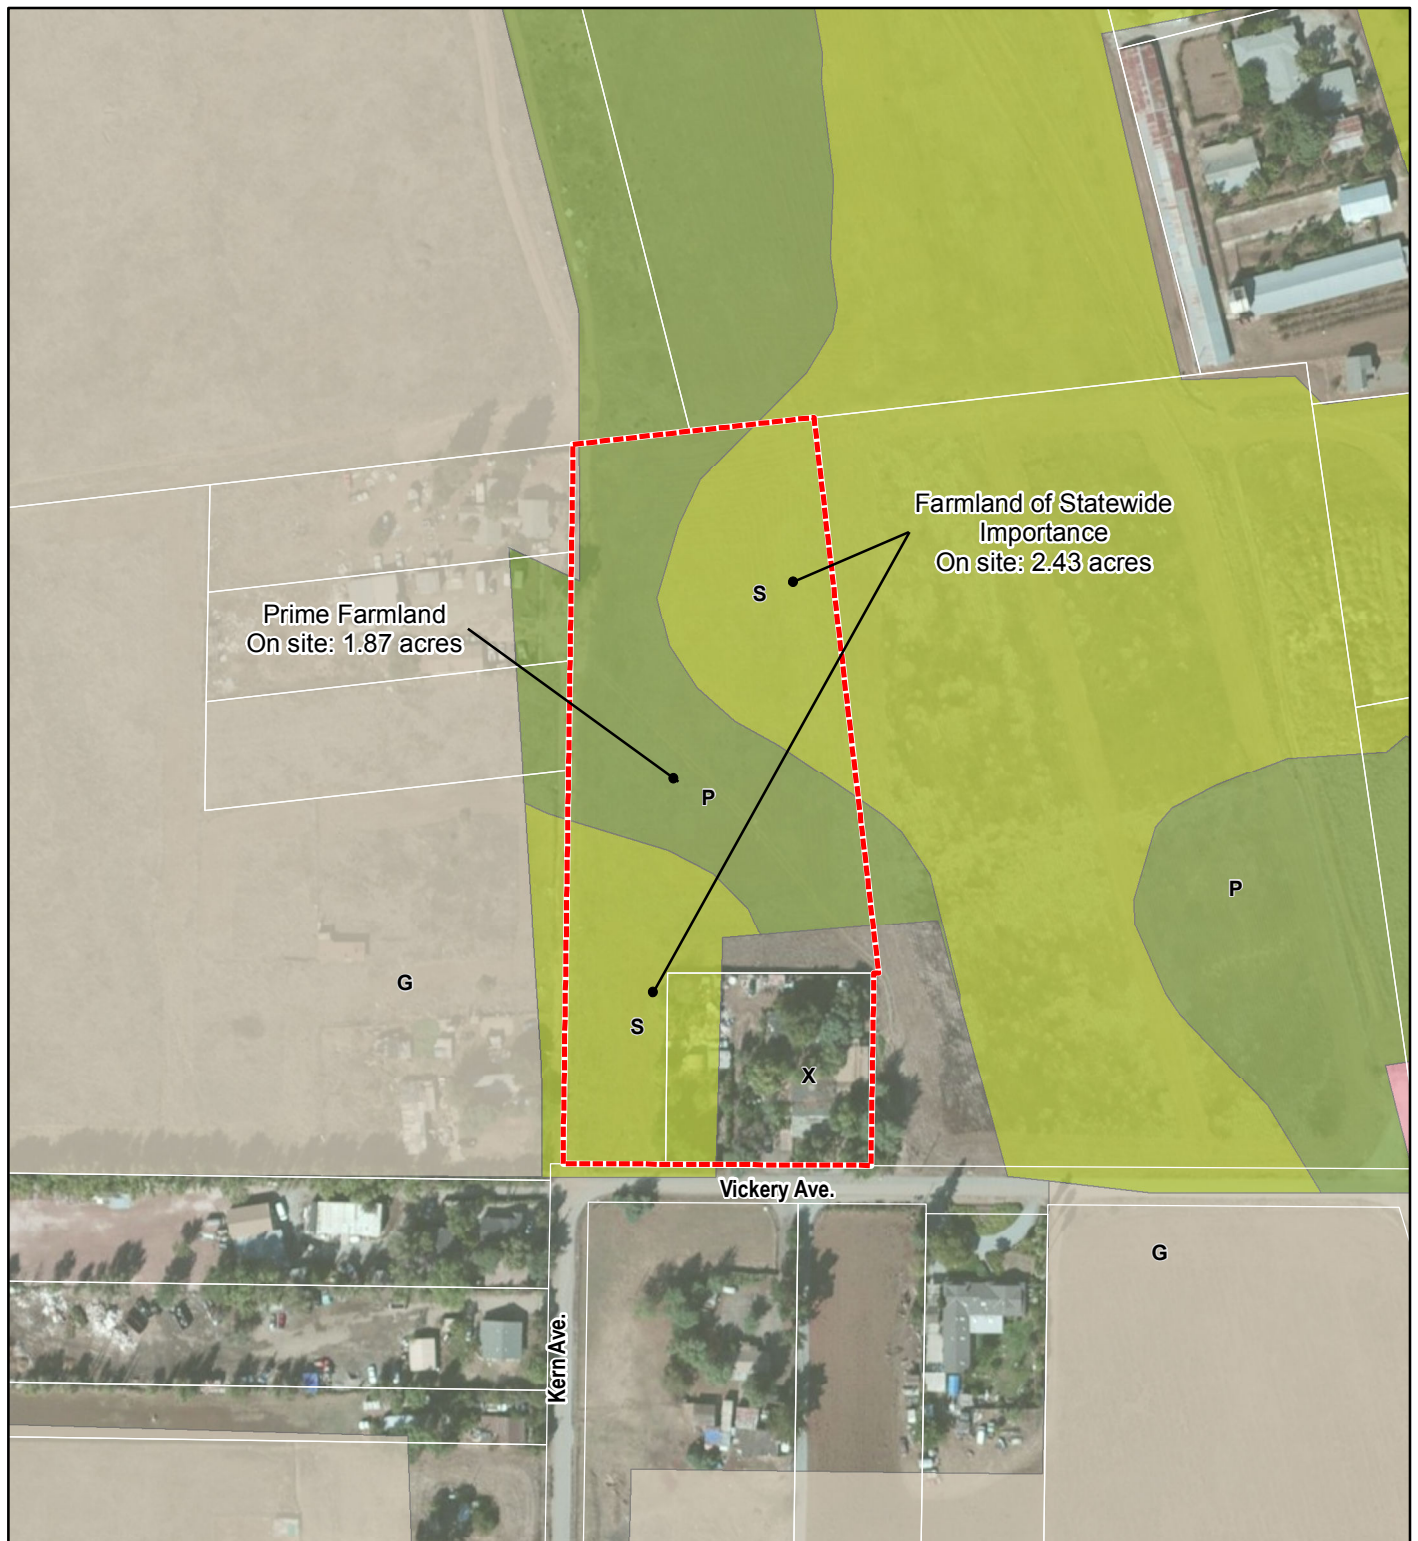 Farmland of Statewide
Importance
On site: 2.43 acres
S
Prime Farmland
On site: 1.87 acres
P
P
G
S
X
Vickery Ave.
G
Kern Ave.